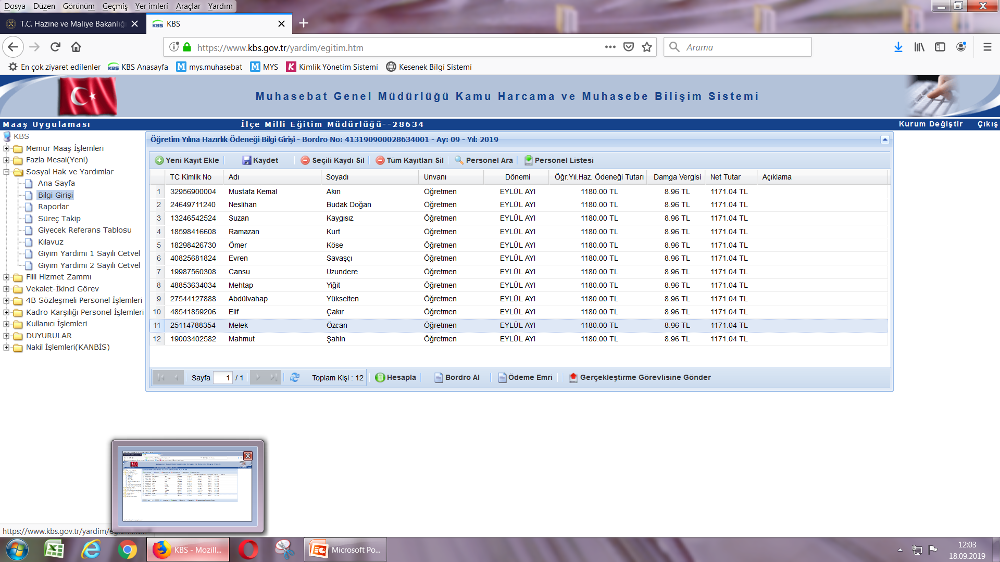 Dosya Düzen Görünüm Geçmiş Yer imleri Araçlar Yardım
T.C. Hazine ve Maliye Bakanlığı
KBS
https://www.kbs.gov.tr/yardim/egitim.htm
Arama
En çok ziyaret edilenler KBS Anasayfa mys.muhasebat MYS Kimlik Yönetim Sistemi Kesenek Bilgi Sistemi
Muhasebat Genel Müdürlüğü Kamu Harcama ve Muhasebe Bilişim Sistemi
Maaş Uygulaması İlçe Milli Eğitim Müdürlüğü--28634 Kurum Değiştir Çıkış
KBS
Memur Maaş İşlemleri
Fazla Mesai(Yeni)
Sosyal Hak ve Yardımlar
Ana Sayfa
Bilgi Girişi
Raporlar
Süreç Takip
Giyecek Referans Tablosu
Kılavuz
Giyim Yardımı 1 Sayılı Cetvel
Giyim Yardımı 2 Sayılı Cetvel
Fiili Hizmet Zammı
Vekalet-İkinci Görev
4B Sözleşmeli Personel İşlemleri
Kadro Karşılığı Personel İşlemleri
Kullanıcı İşlemleri
DUYURULAR
Nakil İşlemleri(KANBİS)
Öğretim Yılına Hazırlık Ödeneği Bilgi Girişi - Bordro No: 413190900028634001 - Ay: 09 - Yıl: 2019
Yeni Kayıt Ekle Kaydet Seçili Kaydı Sil Tüm Kayıtları Sil Personel Ara Personel Listesi
TC Kimlik No Adı Soyadı Unvanı Dönemi Öğr.Yıl.Haz. Ödeneği Tutarı Damga Vergisi Net Tutar Açıklama
1 32956900004 Mustafa Kemal Akın Öğretmen EYLÜL AYI 1180.00 TL 8.96 TL 1171.04 TL
2 24649711240 Neslihan Budak Doğan Öğretmen EYLÜL AYI 1180.00 TL 8.96 TL 1171.04 TL
3 13246542524 Suzan Kaygısız Öğretmen EYLÜL AYI 1180.00 TL 8.96 TL 1171.04 TL
4 18598416608 Ramazan Kurt Öğretmen EYLÜL AYI 1180.00 TL 8.96 TL 1171.04 TL
5 18298426730 Ömer Köse Öğretmen EYLÜL AYI 1180.00 TL 8.96 TL 1171.04 TL
6 40825681824 Evren Savaşçı Öğretmen EYLÜL AYI 1180.00 TL 8.96 TL 1171.04 TL
7 19987560308 Cansu Uzundere Öğretmen EYLÜL AYI 1180.00 TL 8.96 TL 1171.04 TL
8 48853634034 Mehtap Yiğit Öğretmen EYLÜL AYI 1180.00 TL 8.96 TL 1171.04 TL
9 27544127888 Abdülvahap Yükselten Öğretmen EYLÜL AYI 1180.00 TL 8.96 TL 1171.04 TL
10 48541859206 Elif Çakır Öğretmen EYLÜL AYI 1180.00 TL 8.96 TL 1171.04 TL
11 25114788354 Melek Özcan Öğretmen EYLÜL AYI 1180.00 TL 8.96 TL 1171.04 TL
12 19003402582 Mahmut Şahin Öğretmen EYLÜL AYI 1180.00 TL 8.96 TL 1171.04 TL
Sayfa 1 / 1 Toplam Kişi : 12 Hesapla Bordro Al Ödeme Emri Gerçekleştirme Görevlisine Gönder
https://www.kbs.gov.tr/yardim/
KBS - Mozill... Microsoft Po...
12:03
18.09.2019